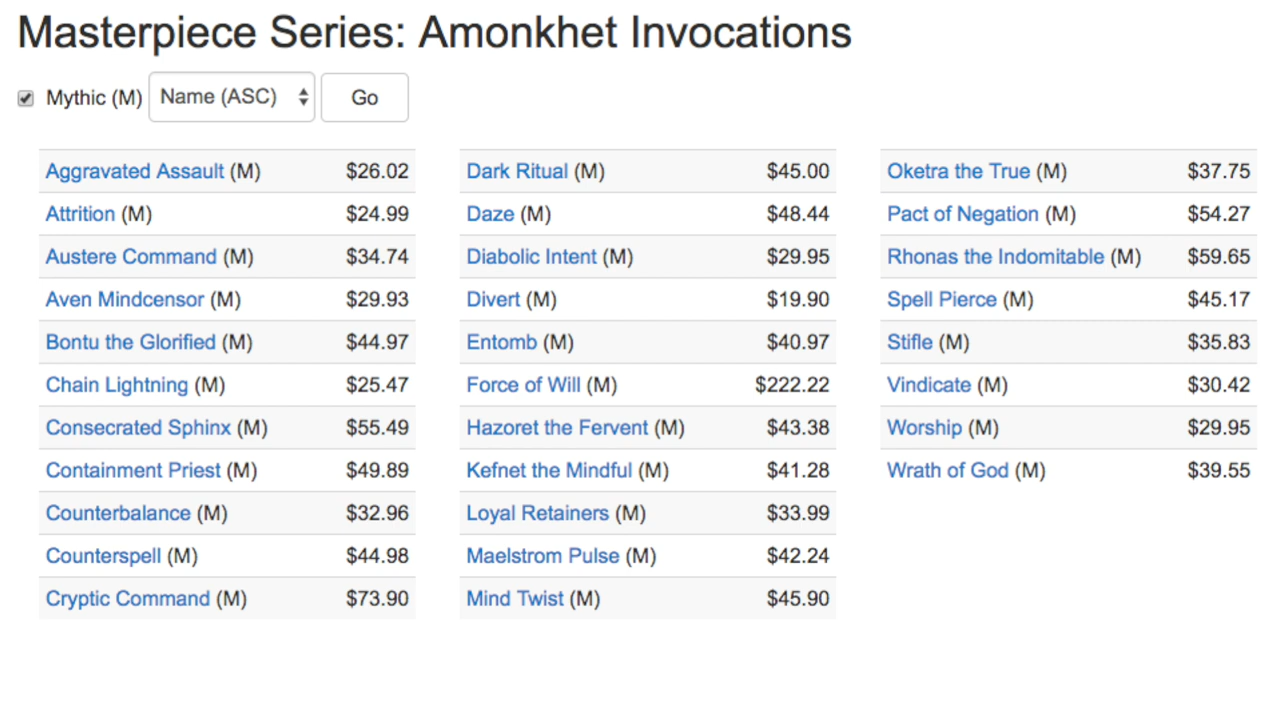 Masterpiece Series: Amonkhet Invocations
Mythic (M) Name (ASC) Go
Aggravated Assault (M) $26.02
Attrition (M) $24.99
Austere Command (M) $34.74
Aven Mindcensor (M) $29.93
Bontu the Glorified (M) $44.97
Chain Lightning (M) $25.47
Consecrated Sphinx (M) $55.49
Containment Priest (M) $49.89
Counterbalance (M) $32.96
Counterspell (M) $44.98
Cryptic Command (M) $73.90
Dark Ritual (M) $45.00
Daze (M) $48.44
Diabolic Intent (M) $29.95
Divert (M) $19.90
Entomb (M) $40.97
Force of Will (M) $222.22
Hazoret the Fervent (M) $43.38
Kefnet the Mindful (M) $41.28
Loyal Retainers (M) $33.99
Maelstrom Pulse (M) $42.24
Mind Twist (M) $45.90
Oketra the True (M) $37.75
Pact of Negation (M) $54.27
Rhonas the Indomitable (M) $59.65
Spell Pierce (M) $45.17
Stifle (M) $35.83
Vindicate (M) $30.42
Worship (M) $29.95
Wrath of God (M) $39.55